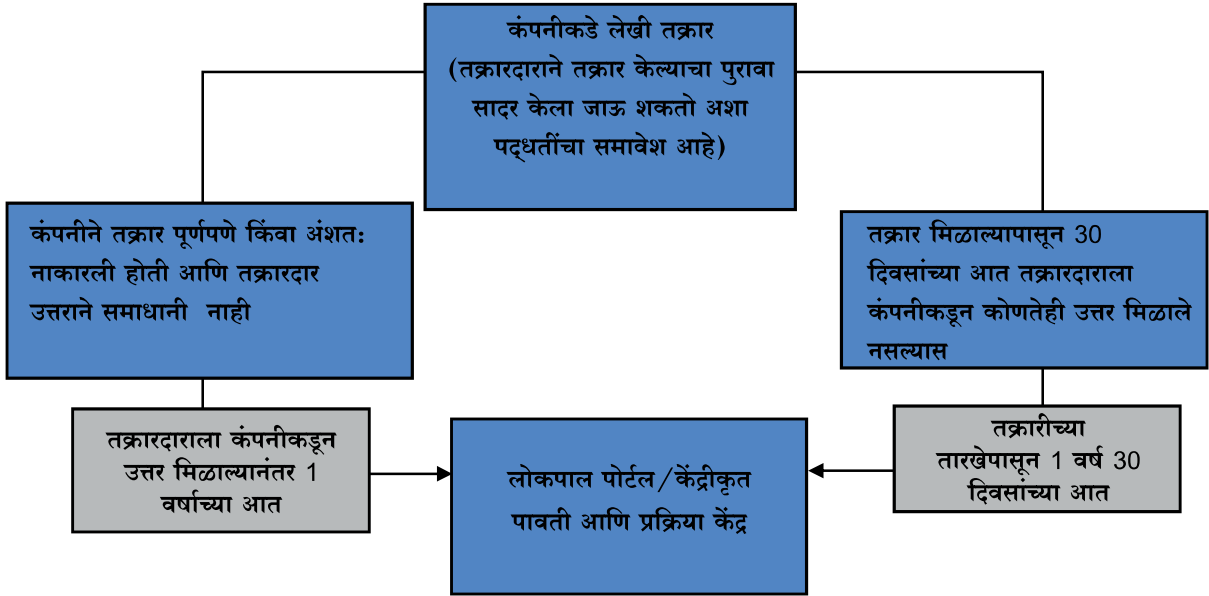 कंपनीकडे लेखी तक्रार
(तक्रारदाराने तक्रार केल्याचा पुरावा
सादर केला जाऊ शकतो अशा
पद्धतींचा समावेश आहे)
कंपनीने तक्रार पूर्णपणे किंवा अंशत:
नाकारली होती आणि तक्रारदार
उत्तराने समाधानी नाही
तक्रार मिळाल्यापासून 30
दिवसांच्या आत तक्रारदाराला
कंपनीकडून कोणतेही उत्तर मिळाले
नसल्यास
तक्रारदाराला कंपनीकडून
उत्तर मिळाल्यानंतर 1
वर्षाच्या आत
लोकपाल पोर्टल/केंद्रीकृत
पावती आणि प्रक्रिया केंद्र
तक्रारीच्या
तारखेपासून 1 वर्ष 30
दिवसांच्या आत